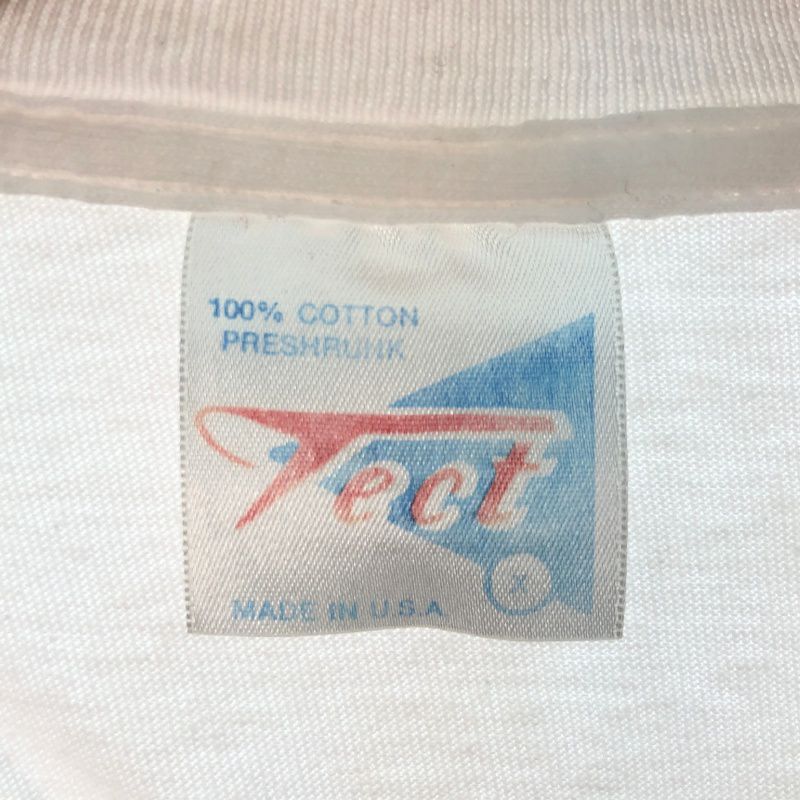 100% COTTON
PRESHRUNK
Tect
X
MADE IN U.S.A